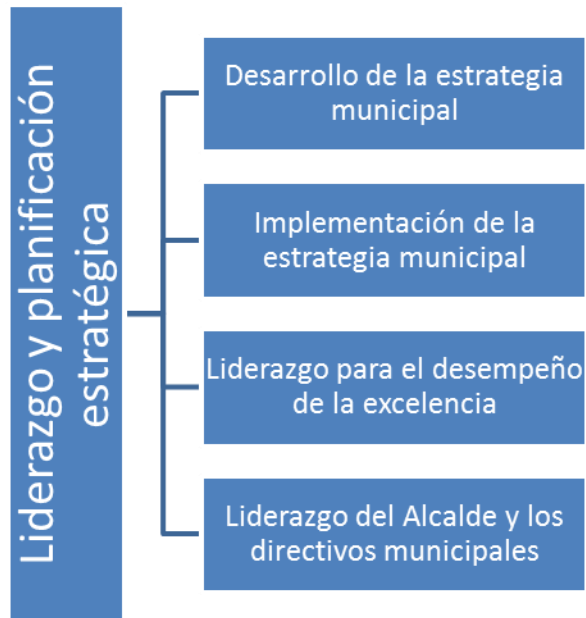 Liderazgo y planificación
estratégica
Desarrollo de la estrategia
municipal
Implementación de la
estrategia municipal
Liderazgo para el desempeño
de la excelencia
Liderazgo del Alcalde y los
directivos municipales